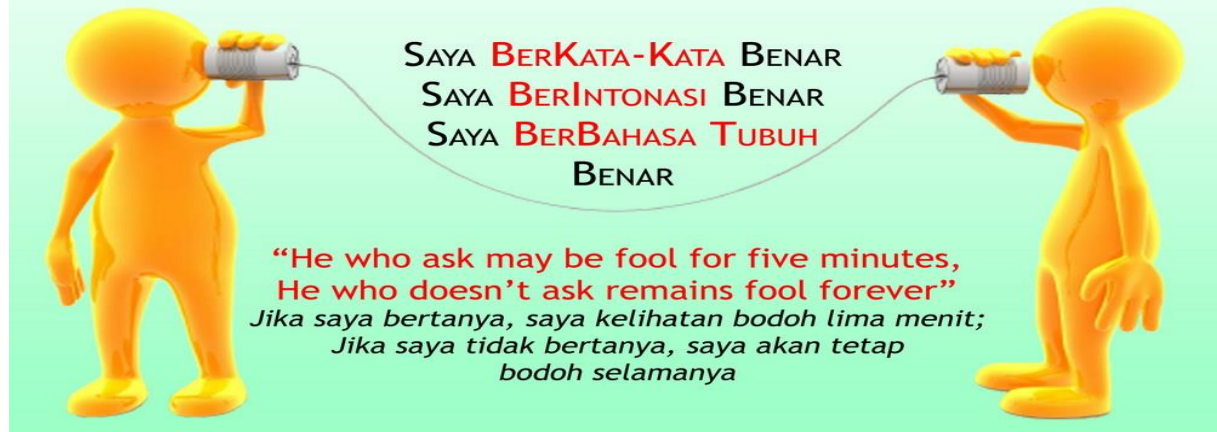 Saya BerKata-Kata Benar
Saya BerIntonasi Benar
Saya BerBahasa Tubuh
Benar
“He who ask may be fool for five minutes,
He who doesn’t ask remains fool forever”
Jika saya bertanya, saya kelihatan bodoh lima menit;
Jika saya tidak bertanya, saya akan tetap
bodoh selamanya